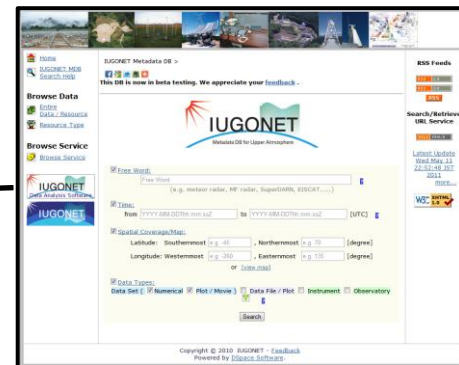 Home
IUGONET MDB
Search Help
Browse Data
Entire
Data / Resource
Resource Type
Browse Service
Browse Service
IUGONET
Data Analysis Software
IUGONET
IUGONET Metadata DB >
This DB is now in beta testing. We appreciate your feedback .
IUGONET
Metadata DB for Upper Atmosphere
Free Word:
Free Word
(e.g. meteor radar, MF radar, SuperDARN, EISCAT.....)
Time:
from YYYY-MM-DDThh:mm:ssZ to YYYY-MM-DDThh:mm:ssZ [UTC]
Spatial Coverage/Map:
Latitude: Southernmost e.g. -45 , Northernmost e.g. 70 [degree]
Longitude: Westernmost e.g. -260 , Easternmost e.g. 135 [degree]
or [view map]
Data Types:
Data Set ( Numerical Plot / Movie ) Data File / Plot Instrument Observatory
Search
Copyright © 2010 IUGONET - Feedback
Powered by DSpace Software.
RSS Feeds
RSS
Search/Retrieve
URL Service
Latest Update
Wed May 11
22:52:48 JST
2011
more...
W3C XHTML 1.0